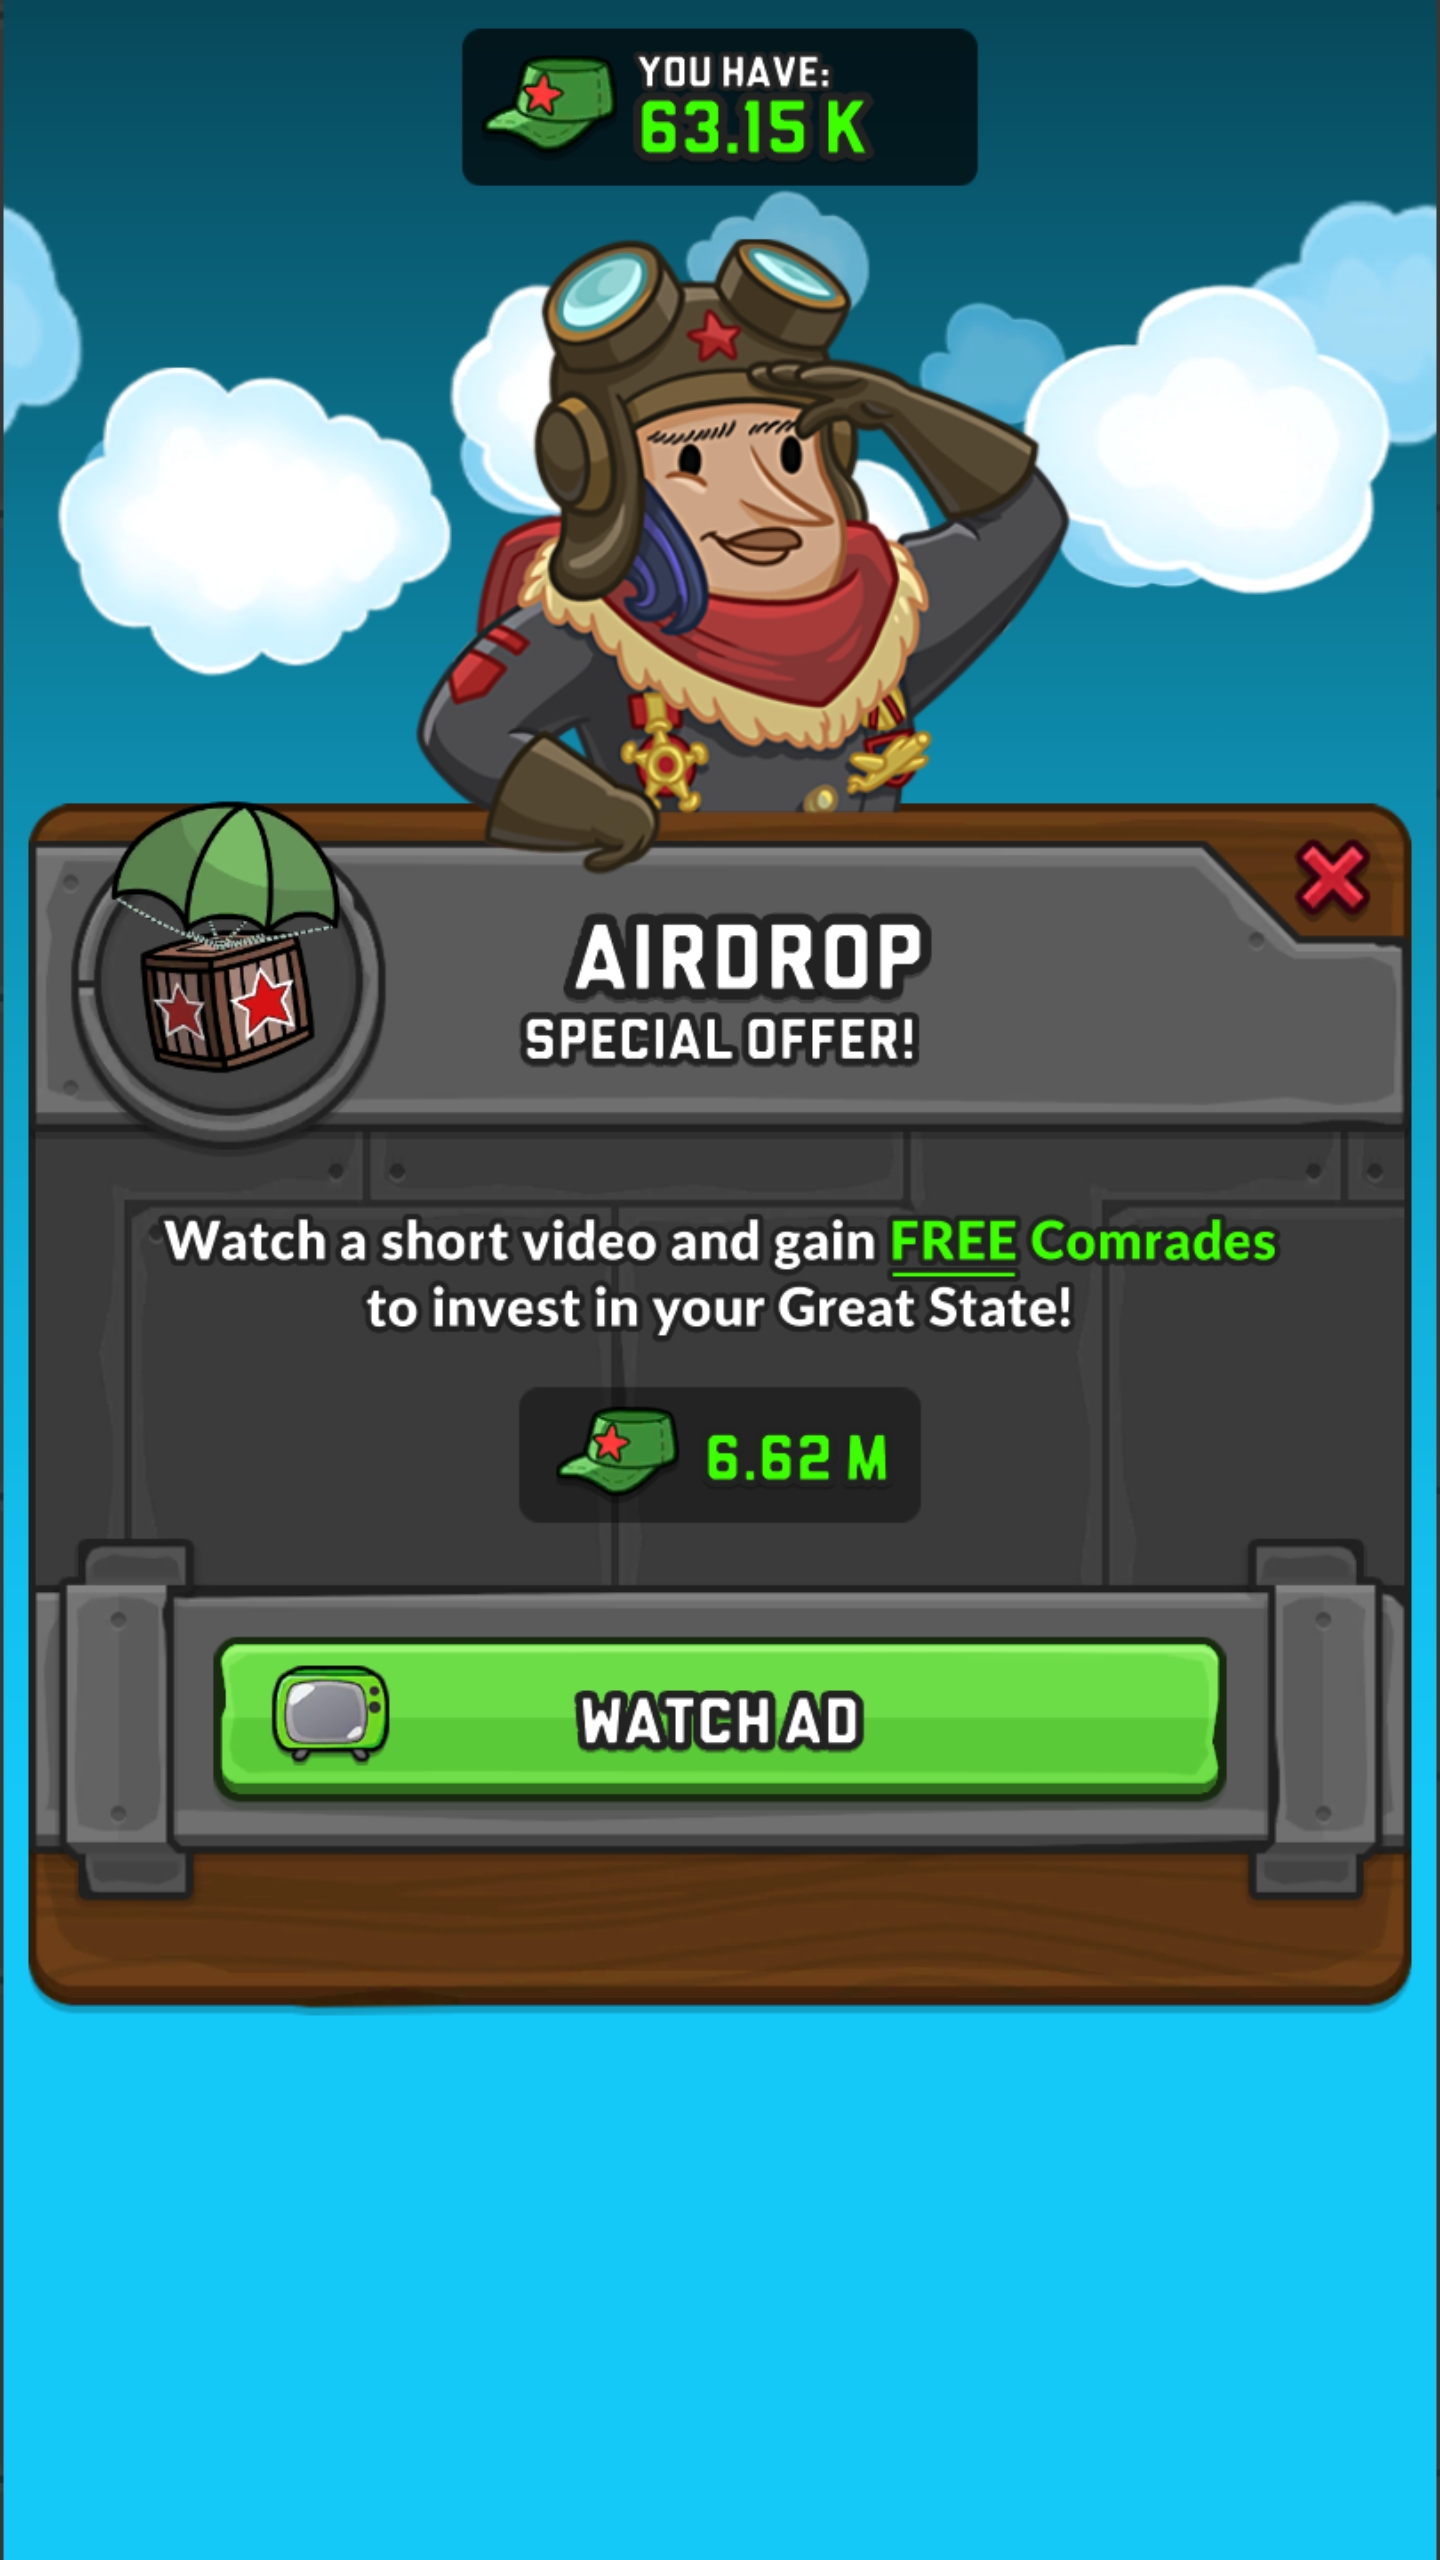 YOU HAVE:
63.15 K
AIRDROP
SPECIAL OFFER!
Watch a short video and gain FREE Comrades
to invest in your Great State!
6.62 M
WATCH AD